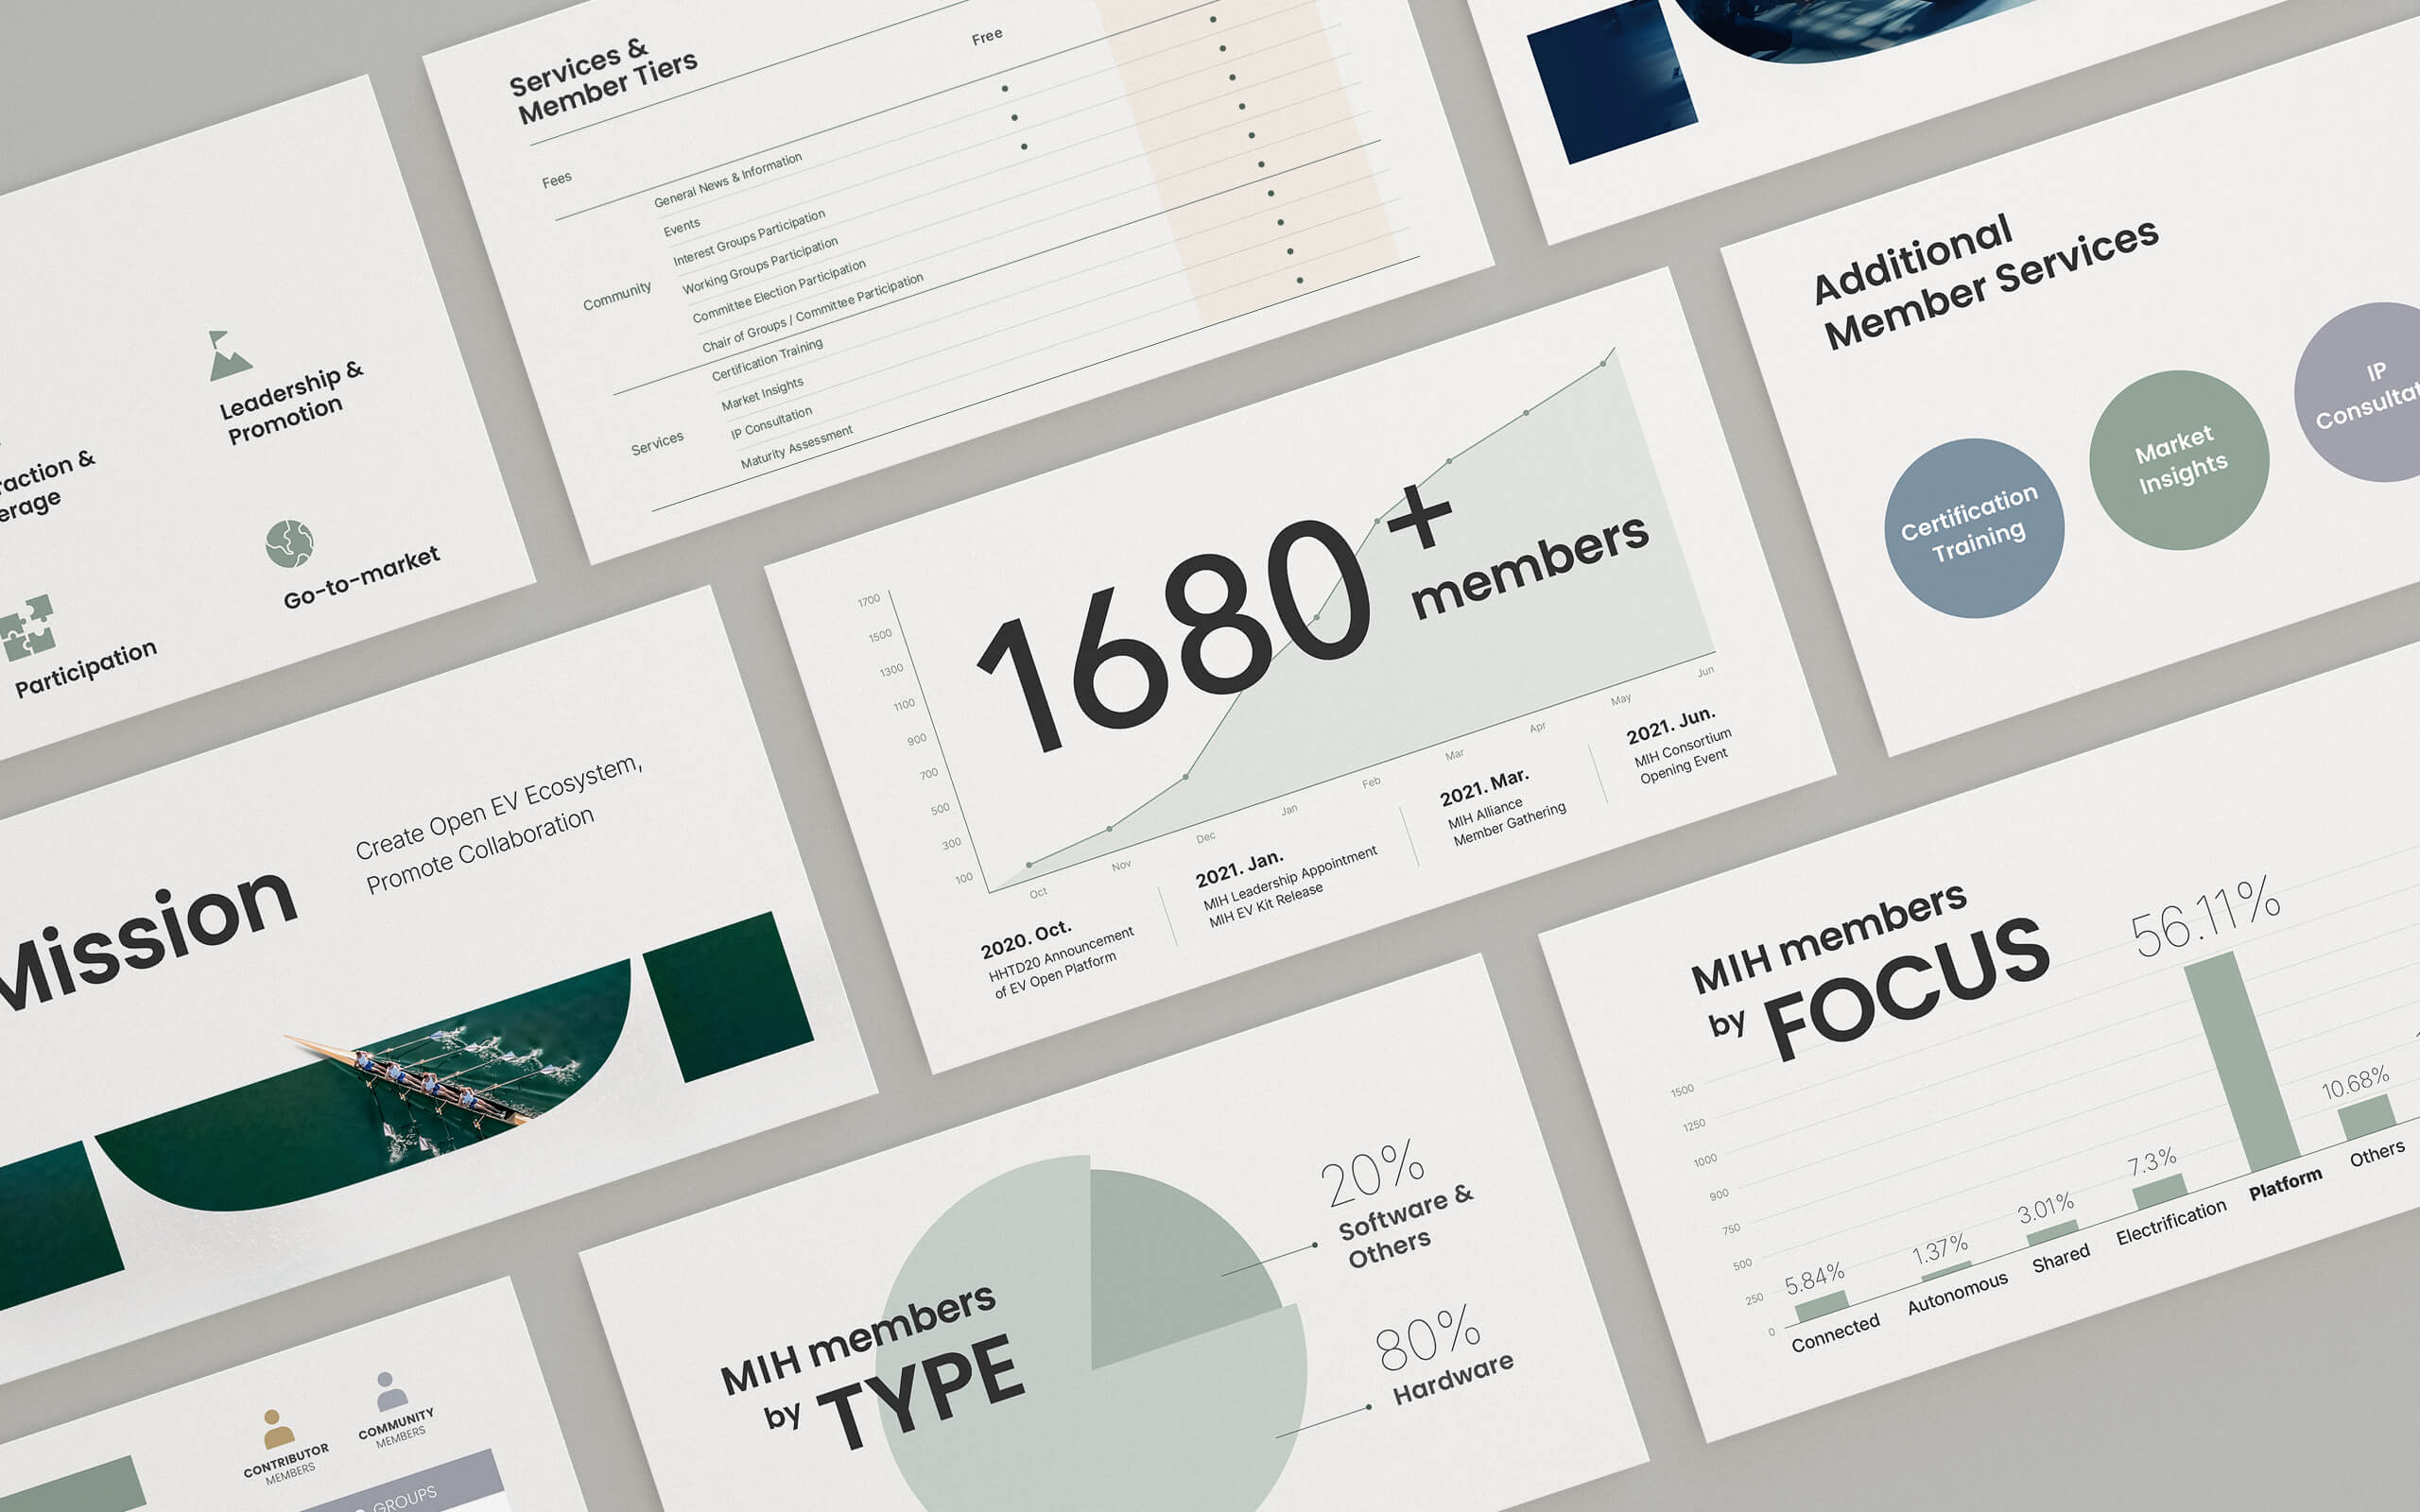 Services &
Member Tiers
Free
Fees
Community
General News & Information
Events
Interest Groups Participation
Working Groups Participation
Committee Election Participation
Chair of Groups / Committee Participation
Services
Certification Training
Market Insights
IP Consultation
Maturity Assessment
Leadership &
Promotion
raction &
erage
Go-to-market
Participation
Additional
Member Services
Certification
Training
Market
Insights
IP
Consultat
1680+
members
1700
1500
1300
1100
900
700
500
300
100
Oct
Nov
Dec
Jan
Feb
Mar
Apr
May
Jun
2020. Oct.
HHTD20 Announcement
of EV Open Platform
2021. Jan.
MIH Leadership Appointment
MIH EV Kit Release
2021. Mar.
MIH Alliance
Member Gathering
2021. Jun.
MIH Consortium
Opening Event
Mission
Create Open EV Ecosystem,
Promote Collaboration
MIH members
by FOCUS
1500
1250
1000
900
750
500
250
0
5.84%
1.37%
3.01%
7.3%
56.11%
10.68%
Connected
Autonomous
Shared
Electrification
Platform
Others
MIH members
by TYPE
20%
Software &
Others
80%
Hardware
CONTRIBUTOR
MEMBERS
COMMUNITY
MEMBERS
GROUPS